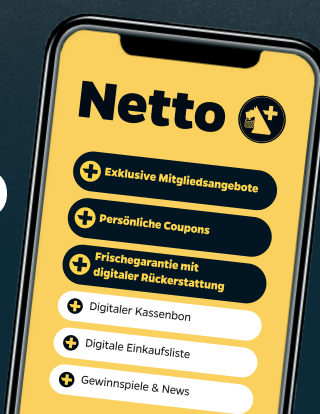 Netto
Exklusive Mitgliedsangebote
Persönliche Coupons
Frischegarantie mit
digitaler Rückerstattung
Digitaler Kassenbon
Digitale Einkaufsliste
Gewinnspiele & News